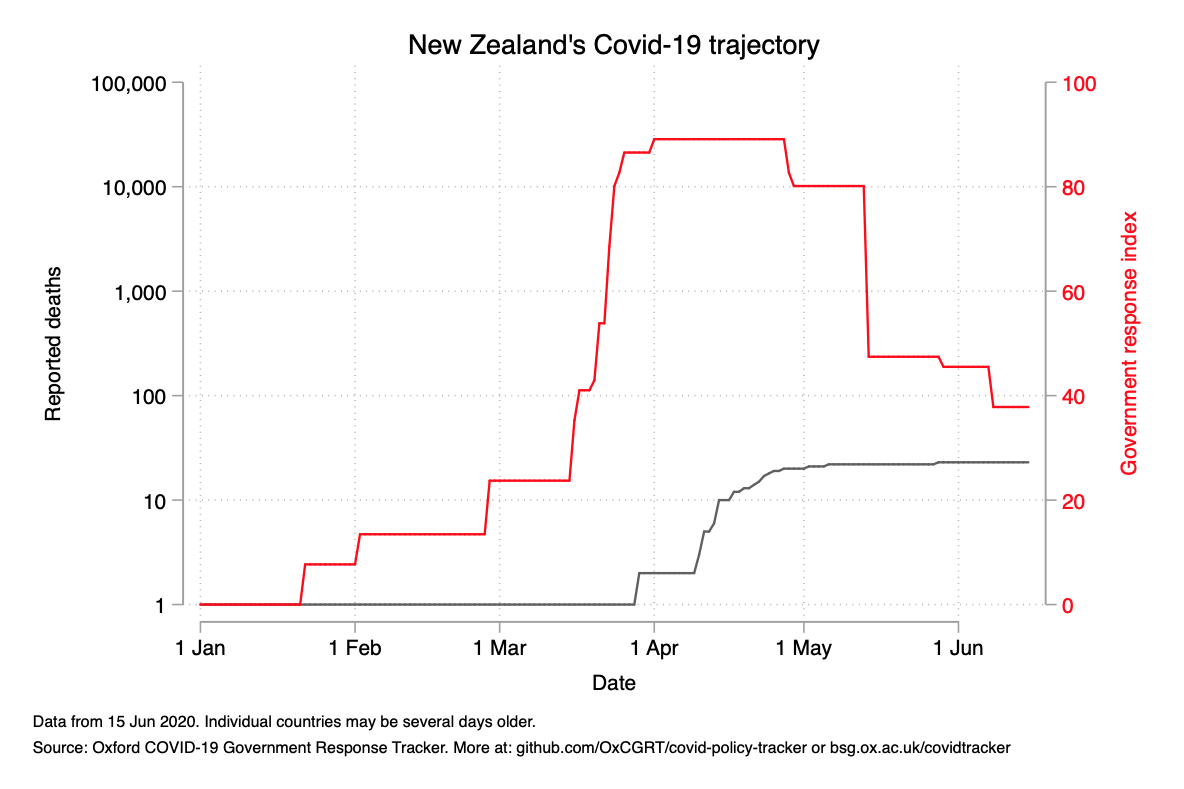 New Zealand's Covid-19 trajectory
100,000
10,000
1,000
100
10
1
Reported deaths
100
80
60
40
20
0
Government response index
1 Jan
1 Feb
1 Mar
1 Apr
1 May
1 Jun
Date
Data from 15 Jun 2020. Individual countries may be several days older.
Source: Oxford COVID-19 Government Response Tracker. More at: github.com/OxCGRT/covid-policy-tracker or bsg.ox.ac.uk/covidtracker